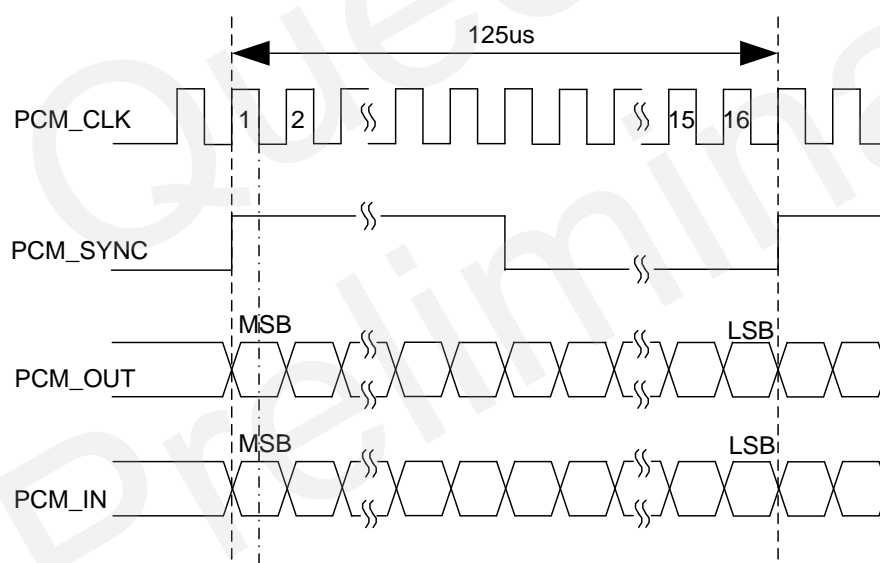 125us
PCM_CLK
1 2 15 16
PCM_SYNC
MSB LSB
PCM_OUT
MSB LSB
PCM_IN